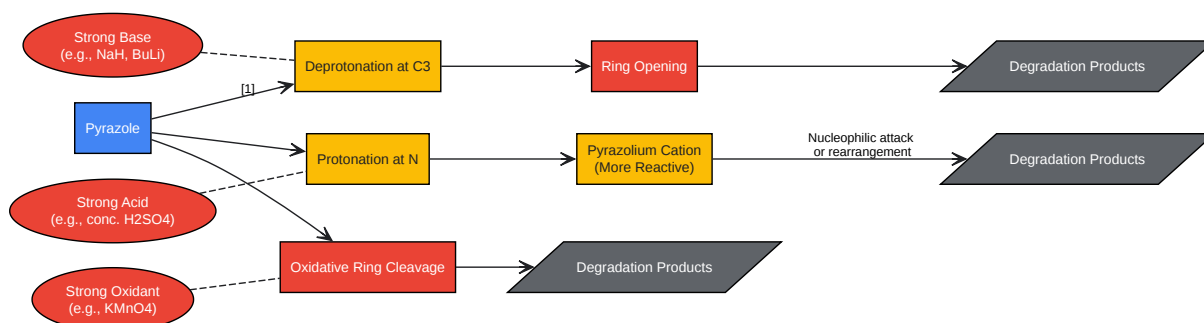 Strong Base
(e.g., NaH, BuLi)
Deprotonation at C3
Ring Opening
Degradation Products
[1]
Pyrazole
Protonation at N
Pyrazolium Cation
(More Reactive)
Nucleophilic attack
or rearrangement
Degradation Products
Strong Acid
(e.g., conc. H2SO4)
Oxidative Ring Cleavage
Degradation Products
Strong Oxidant
(e.g., KMnO4)